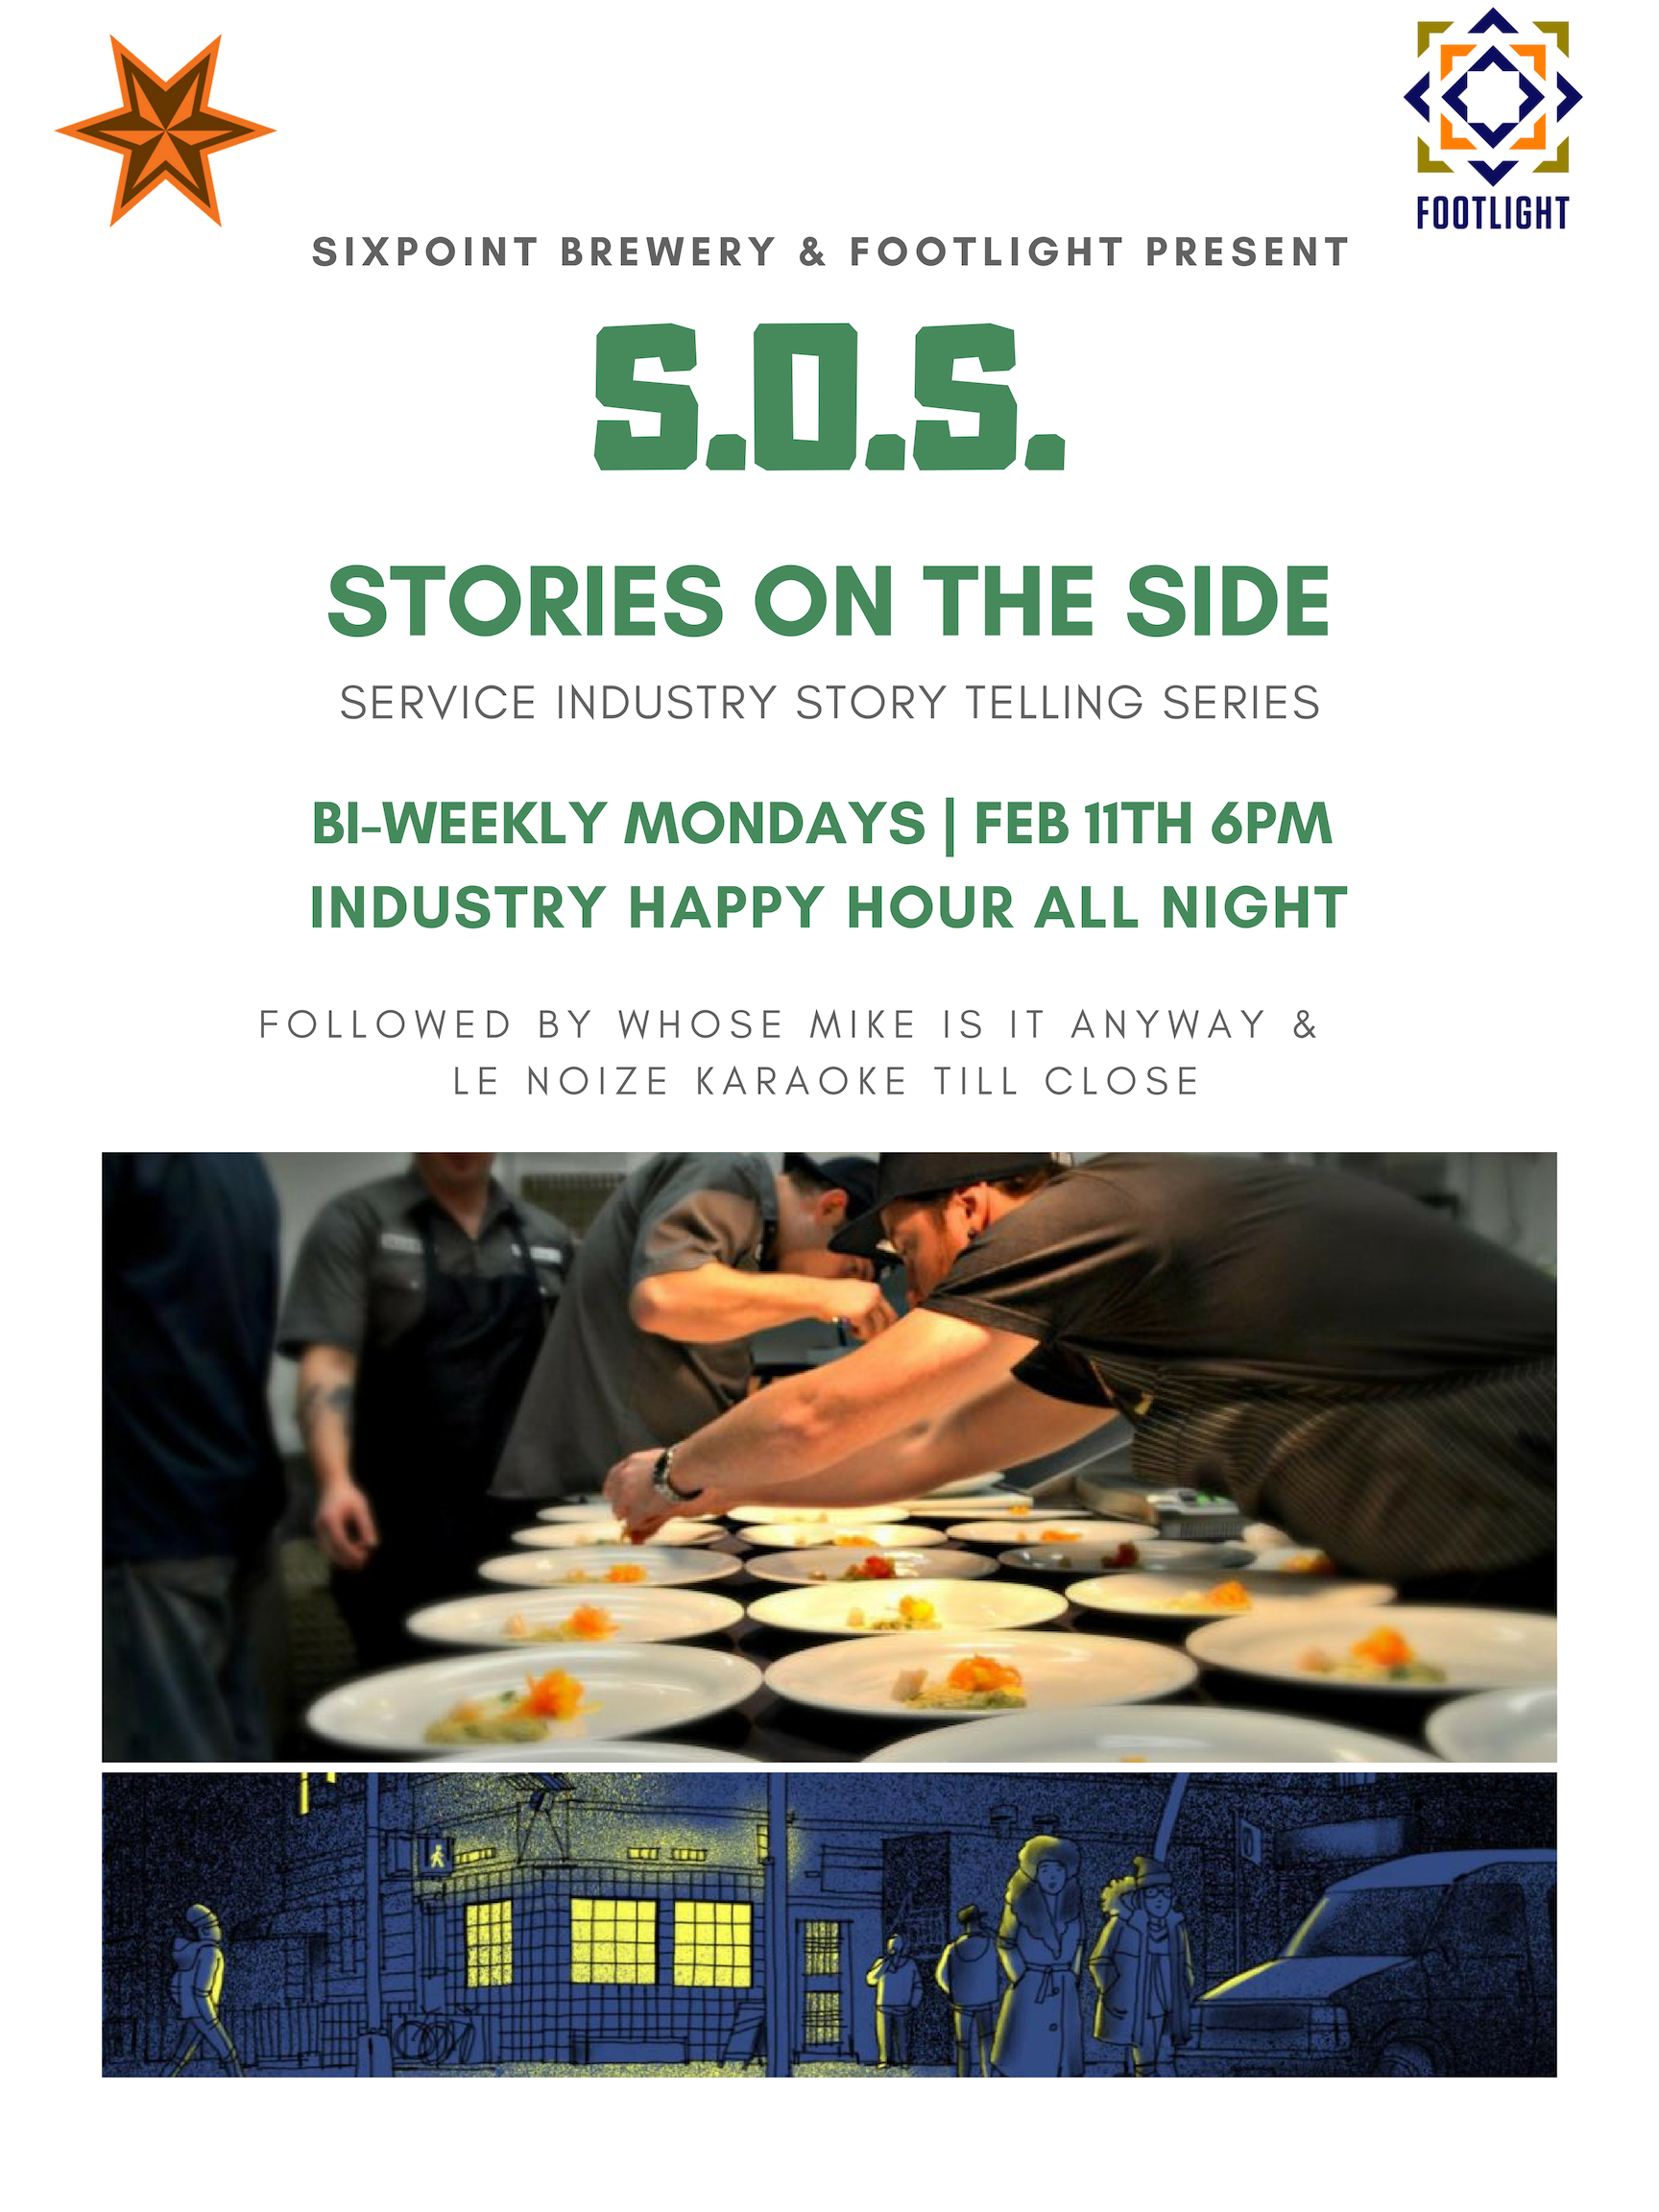 FOOTLIGHT
SIXPOINT BREWERY & FOOTLIGHT PRESENT
S.O.S.
STORIES ON THE SIDE
SERVICE INDUSTRY STORY TELLING SERIES
BI-WEEKLY MONDAYS | FEB 11TH 6PM
INDUSTRY HAPPY HOUR ALL NIGHT
FOLLOWED BY WHOSE MIKE IS IT ANYWAY &
LE NOIZE KARAOKE TILL CLOSE